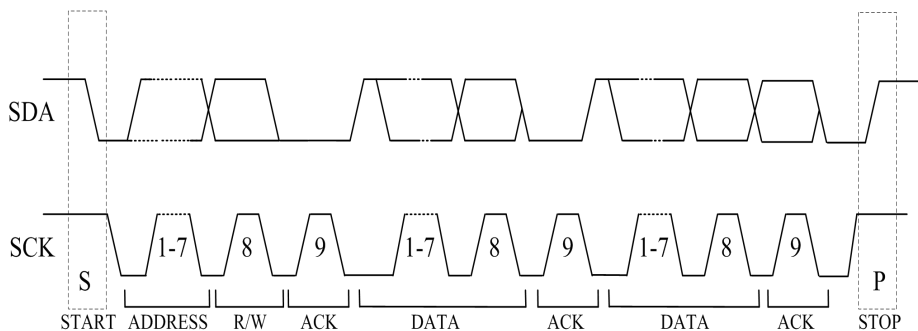 SDA
SCK
1-7 8 9 1-7 8 9 1-7 8 9
S P
START ADDRESS R/W ACK DATA ACK DATA ACK STOP